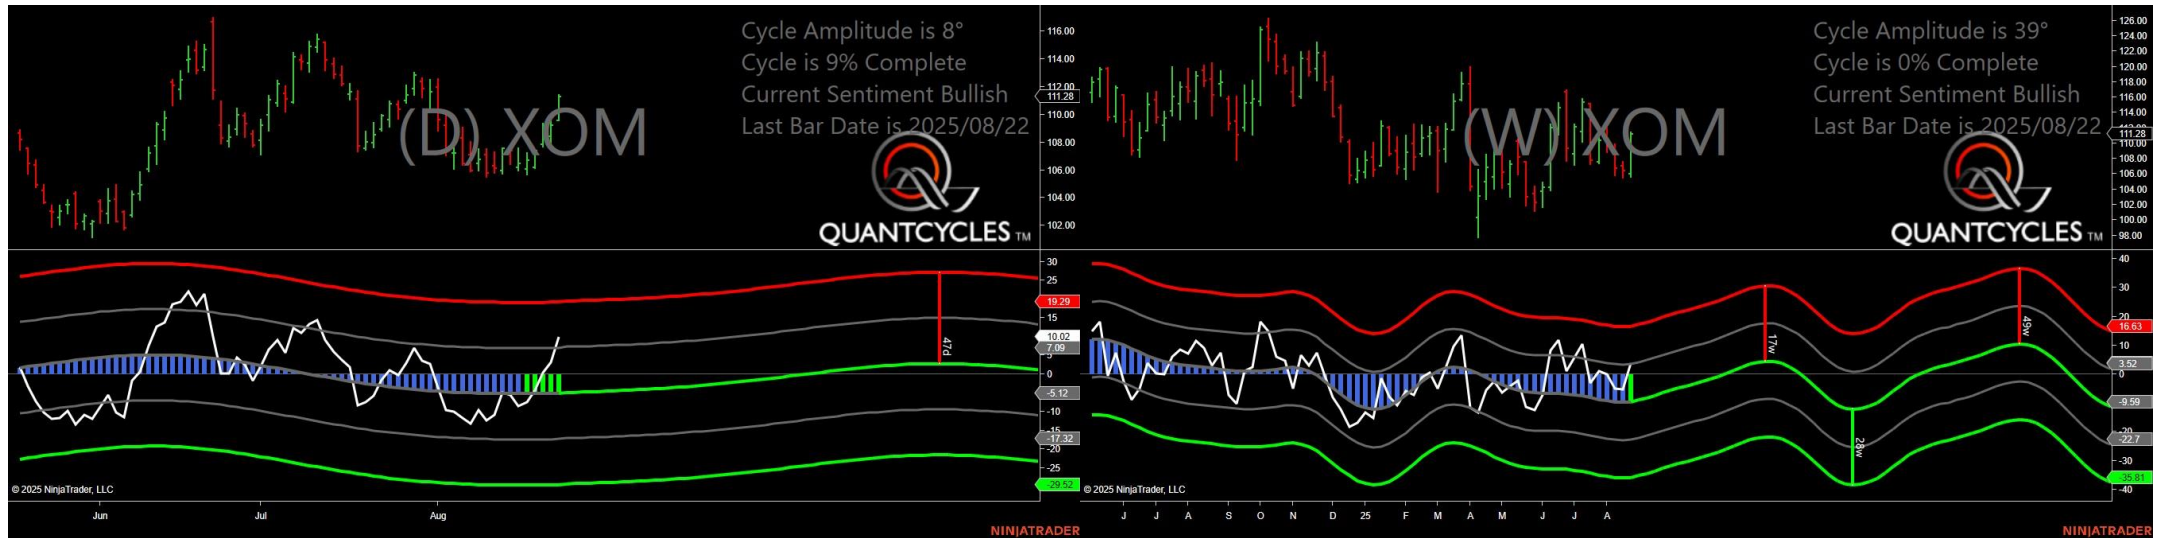 Cycle Amplitude is 8°
Cycle is 9% Complete
Current Sentiment Bullish
Last Bar Date is 2025/08/22
(D) XOM
QUANTCYCLES TM
116.00
114.00
112.00
111.28
110.00
108.00
106.00
104.00
102.00
30
25
19.29
15
10.02
7.09
5
0
-5.12
-10
-15
-17.32
-20
-25
-29.52
47d
© 2025 NinjaTrader, LLC
Jun
Jul
Aug
NINJATRADER
Cycle Amplitude is 39°
Cycle is 0% Complete
Current Sentiment Bullish
Last Bar Date is 2025/08/22
(W) XOM
QUANTCYCLES TM
126.00
124.00
122.00
120.00
118.00
116.00
114.00
111.28
110.00
108.00
106.00
104.00
102.00
100.00
98.00
40
30
20
16.63
10
3.52
0
-9.59
-20
-22.7
-30
-35.81
-40
17w
28w
49w
© 2025 NinjaTrader, LLC
J
J
A
S
O
N
D
25
F
M
A
M
J
J
A
NINJATRADER